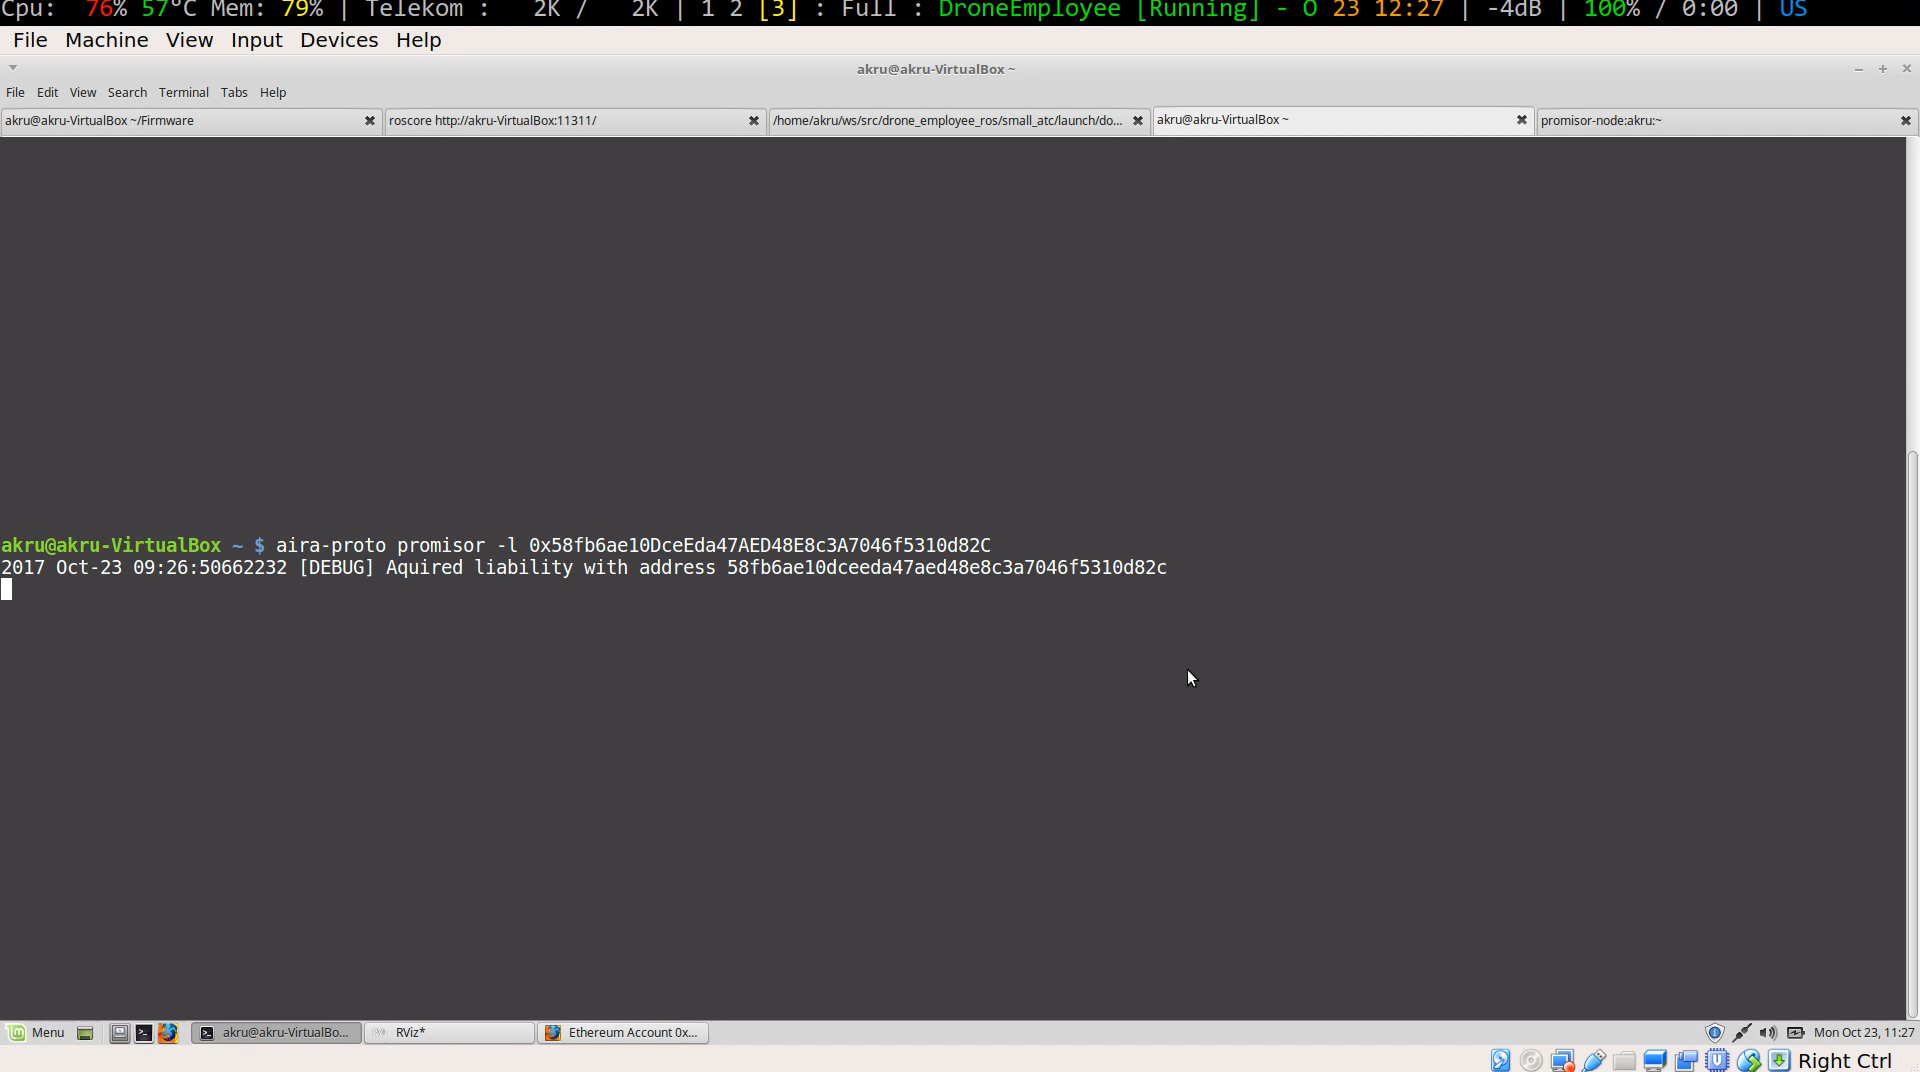 Cpu: 76% 57°C Mem: 79% | Telekom : 2K / 2K | 1 2 [3] : Full : DroneEmployee [Running] - O 23 12:27 | -4dB | 100% / 0:00 | US
File Machine View Input Devices Help
akru@akru-VirtualBox ~
File Edit View Search Terminal Tabs Help
akru@akru-VirtualBox ~/Firmware
roscore http://akru-VirtualBox:11311/
/home/akru/ws/src/drone_employee_ros/small_atc/launch/do...
akru@akru-VirtualBox ~
promisor-node:akru:~
akru@akru-VirtualBox ~ $ aira-proto promisor -l 0x58fb6ae10DceEda47AED48E8c3A7046f5310d82C
2017 Oct-23 09:26:50662232 [DEBUG] Aquired liability with address 58fb6ae10dceeda47aed48e8c3a7046f5310d82c
Menu
akru@akru-VirtualBo...
RViz*
Ethereum Account 0x...
Mon Oct 23, 11:27
Right Ctrl